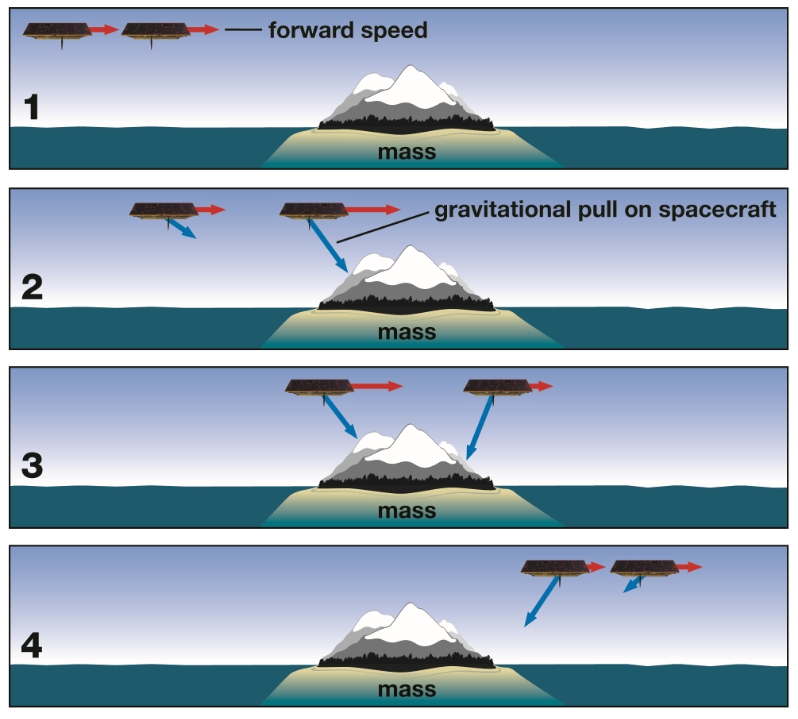 forward speed
1
mass
gravitational pull on spacecraft
2
mass
3
mass
4
mass